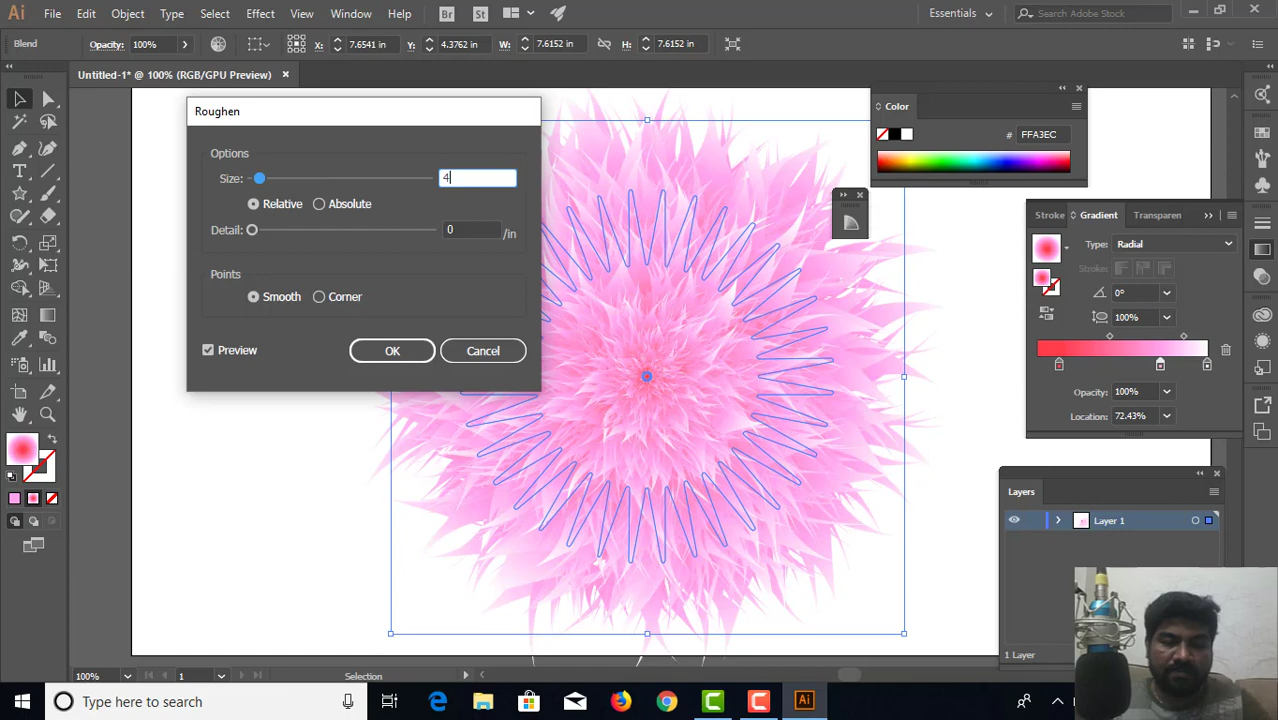 Ai File Edit Object Type Select Effect View Window Help Br St Essentials Search Adobe Stock
Blend Opacity: 100% X: 7.6541 in Y: 4.3762 in W: 7.6152 in H: 7.6152 in
Untitled-1* @ 100% (RGB/GPU Preview)
Roughen
Options
Size: 4
Relative Absolute
Detail: 0 /in
Points
Smooth Corner
Preview OK Cancel
Color
# FFA3EC
Stroke Gradient Transparen
Type: Radial
Stroke:
0°
100%
Opacity: 100%
Location: 72.43%
Layers
Layer 1
1 Layer
100% 1 Selection
Type here to search
Ai